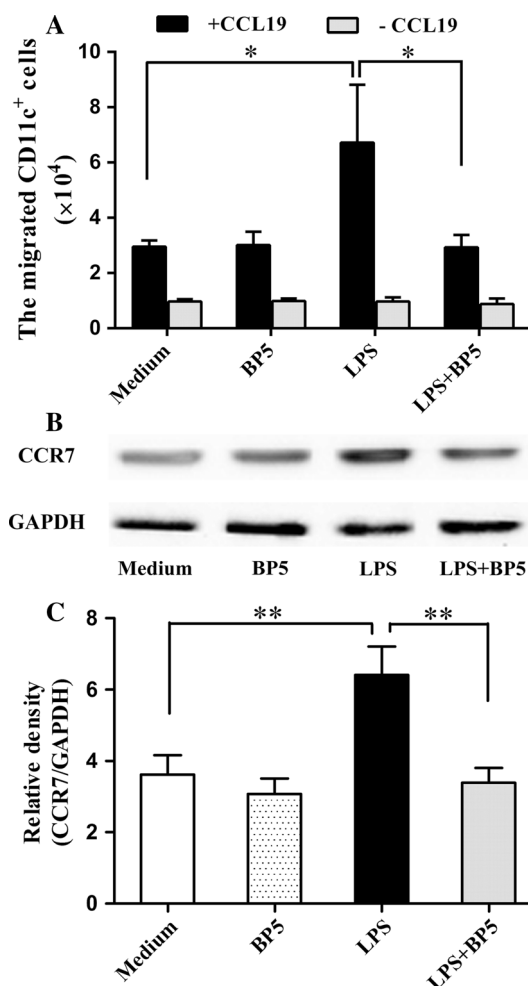 A
+CCL19 - CCL19
The migrated CD11c⁺ cells
(×10⁴)
10
8
6
4
2
0
* *
Medium BP5 LPS LPS+BP5
B
CCR7
GAPDH
Medium BP5 LPS LPS+BP5
C
Relative density
(CCR7/GAPDH)
8
6
4
2
0
** **
Medium BP5 LPS LPS+BP5